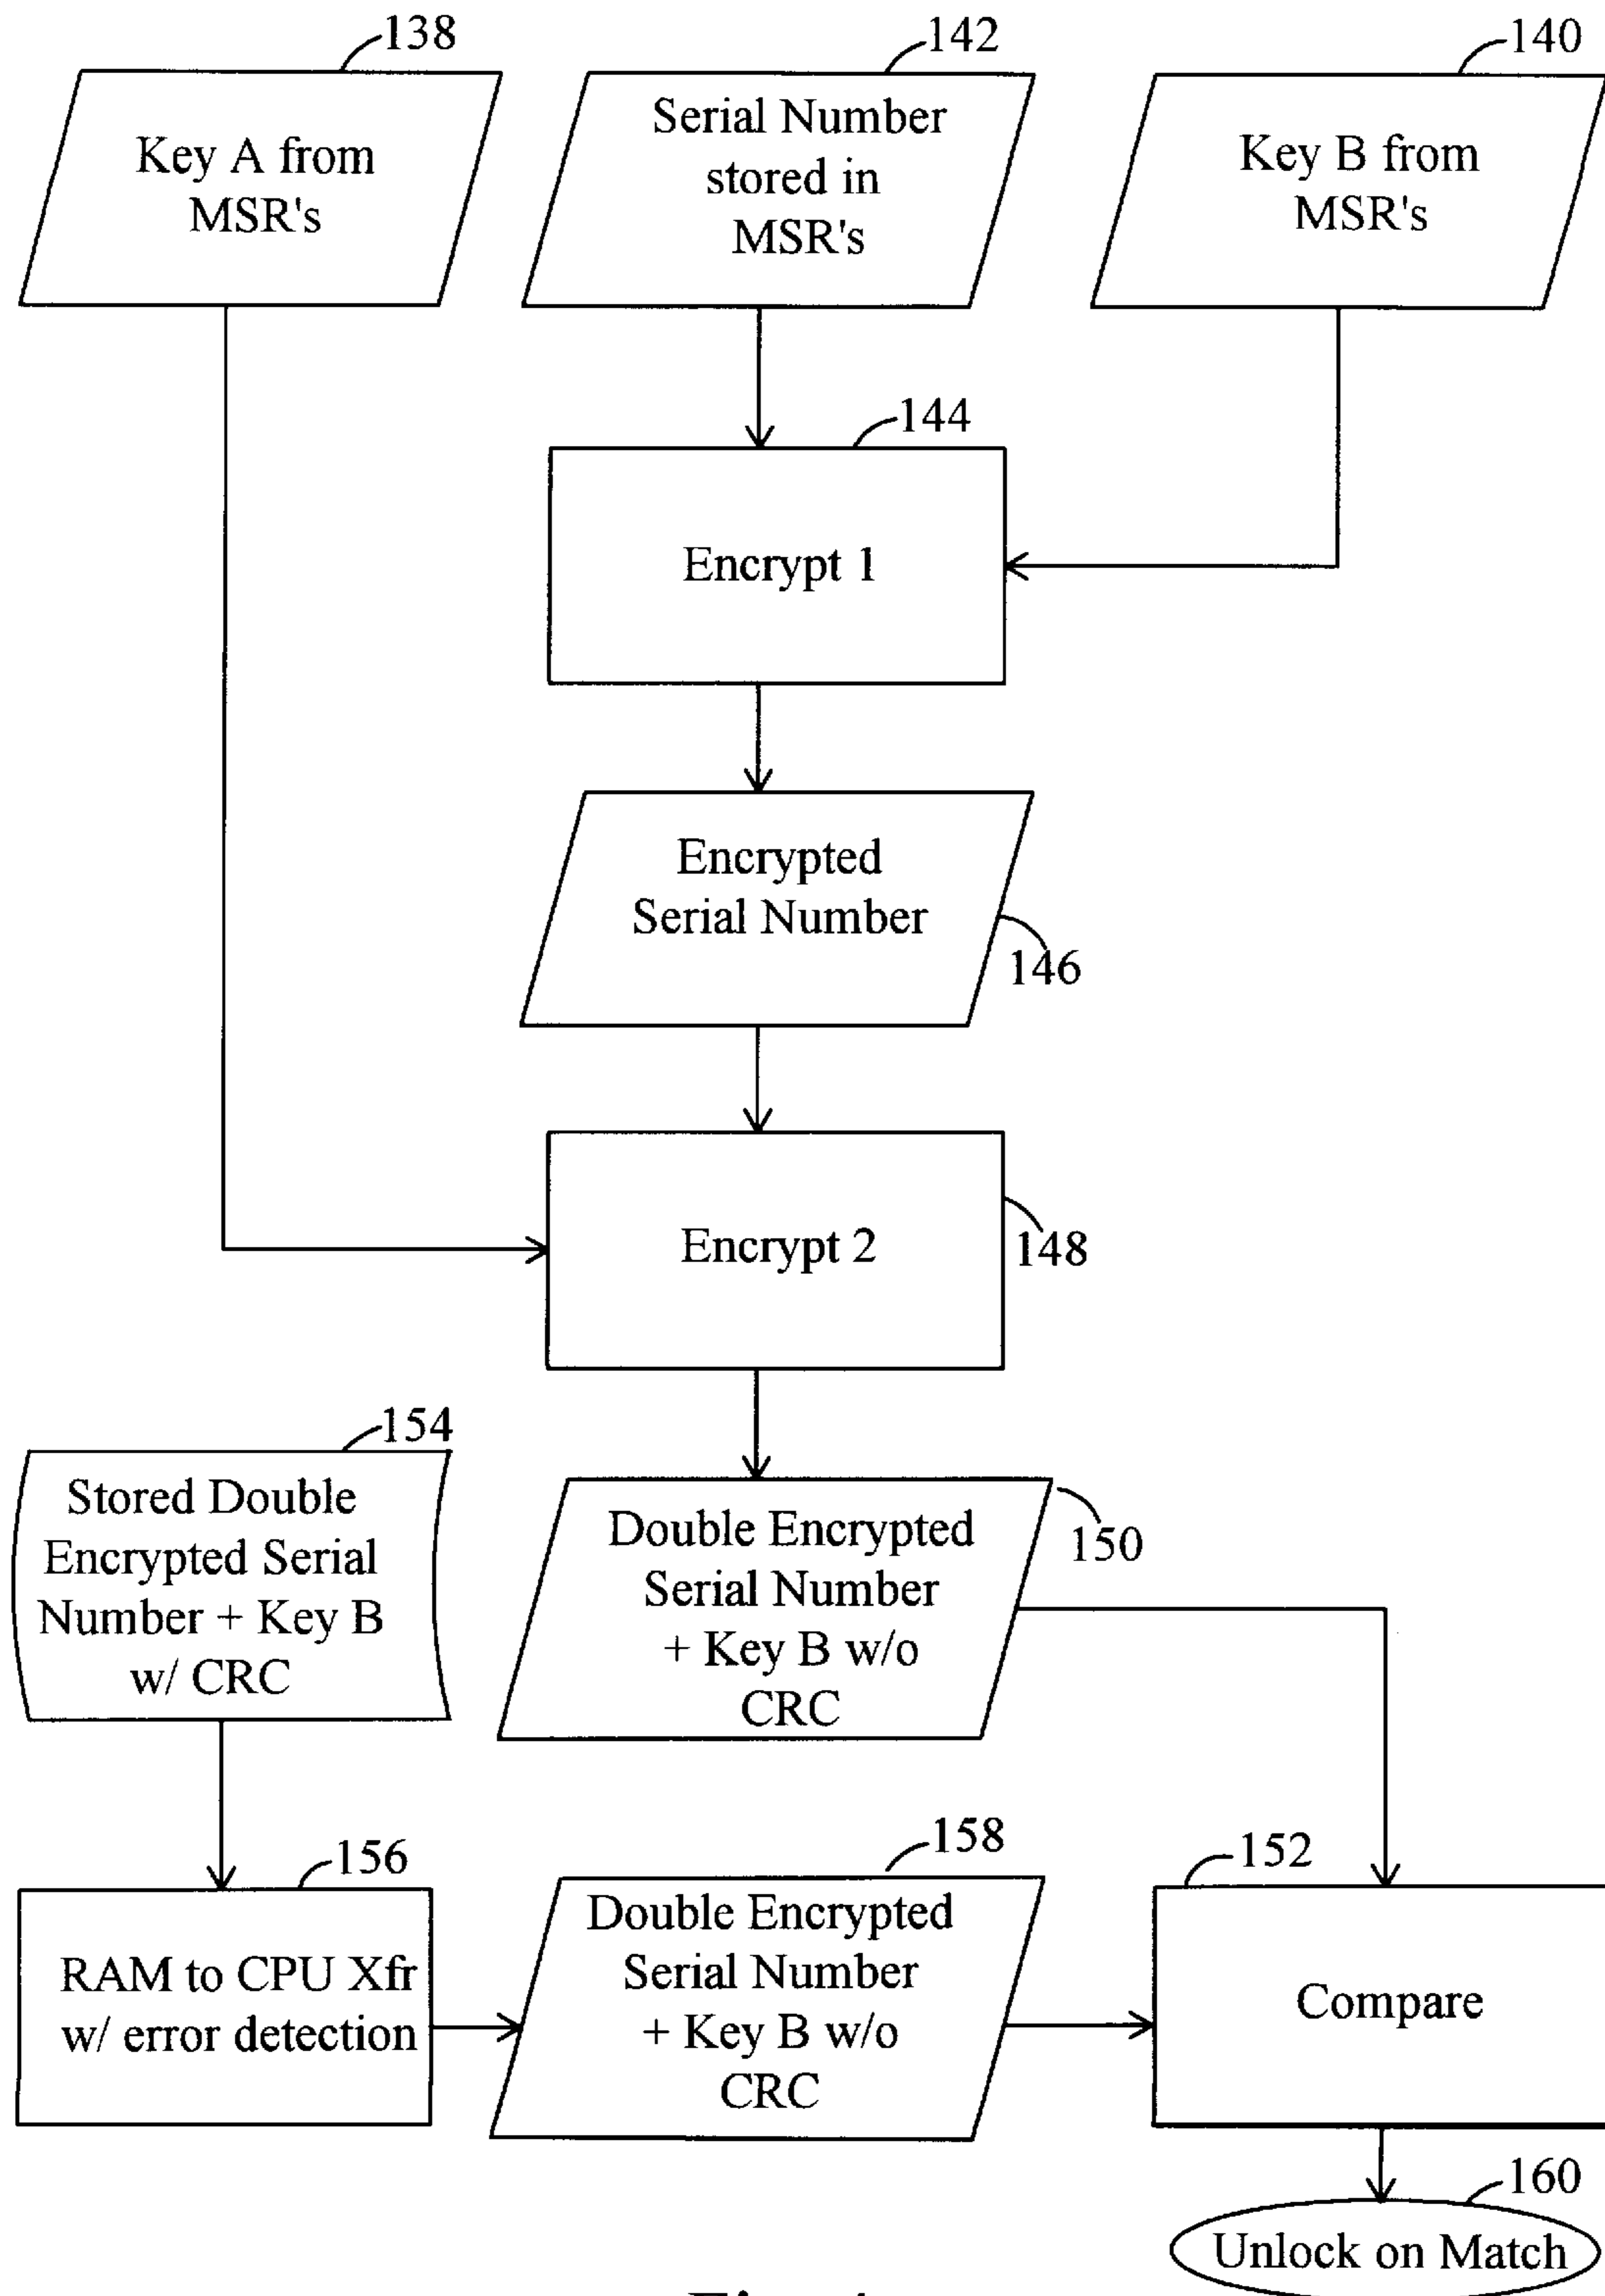 138
142
140
Key A from
MSR's
Serial Number
stored in
MSR's
Key B from
MSR's
144
Encrypt 1
Encrypted
Serial Number
146
Encrypt 2
148
154
Stored Double
Encrypted Serial
Number + Key B
w/ CRC
Double Encrypted
Serial Number
+ Key B w/o
CRC
150
156
158
152
RAM to CPU Xfr
w/ error detection
Double Encrypted
Serial Number
+ Key B w/o
CRC
Compare
160
Unlock on Match